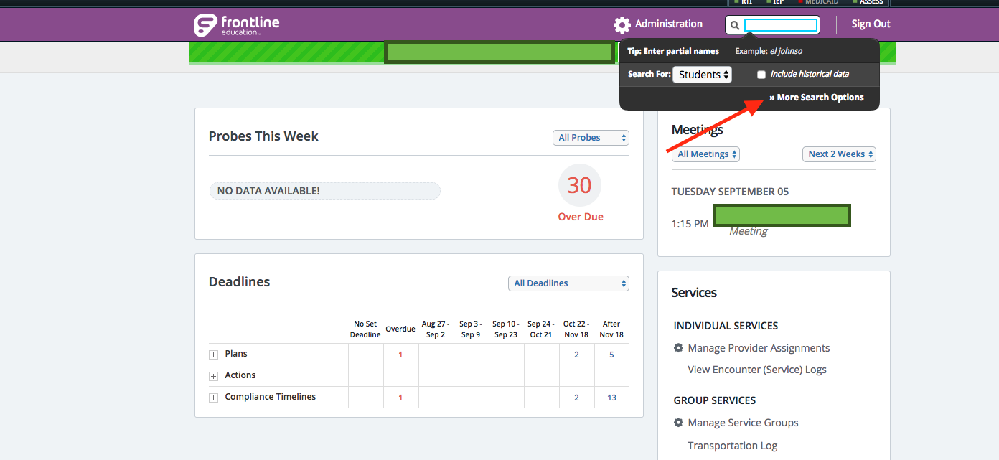 RTI IEP MEDICAID ASSESS
frontline
education™
Administration
Sign Out
Tip: Enter partial names Example: el johnso
Search For: Students include historical data
» More Search Options
Probes This Week
All Probes
NO DATA AVAILABLE!
30
Over Due
Meetings
All Meetings Next 2 Weeks
TUESDAY SEPTEMBER 05
1:15 PM
Meeting
Deadlines
All Deadlines
No Set Deadline Overdue Aug 27 - Sep 2 Sep 3 - Sep 9 Sep 10 - Sep 23 Sep 24 - Oct 21 Oct 22 - Nov 18 After Nov 18
Plans 1 2 5
Actions
Compliance Timelines 1 2 13
Services
INDIVIDUAL SERVICES
Manage Provider Assignments
View Encounter (Service) Logs
GROUP SERVICES
Manage Service Groups
Transportation Log